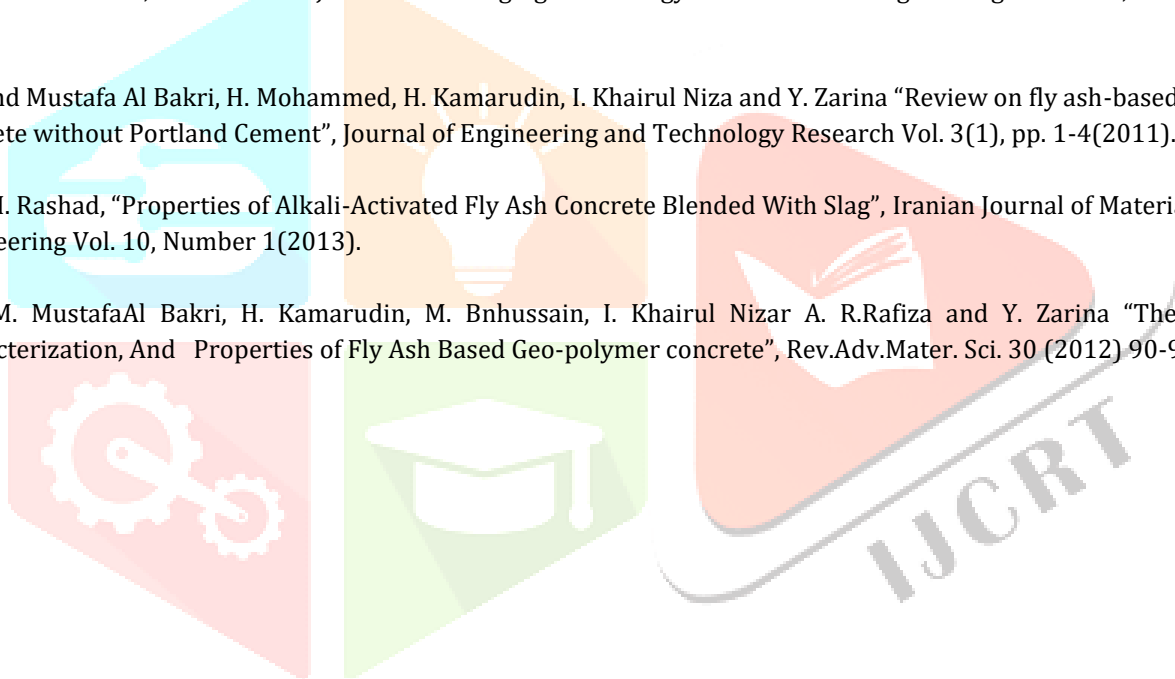 nd Mustafa Al Bakri, H. Mohammed, H. Kamarudin, I. Khairul Niza and Y. Zarina “Review on fly ash-based
ete without Portland Cement”, Journal of Engineering and Technology Research Vol. 3(1), pp. 1-4(2011).
I. Rashad, “Properties of Alkali-Activated Fly Ash Concrete Blended With Slag”, Iranian Journal of Materia
eering Vol. 10, Number 1(2013).
M. MustafaAl Bakri, H. Kamarudin, M. Bnhussain, I. Khairul Nizar A. R.Rafiza and Y. Zarina “The
cterization, And Properties of Fly Ash Based Geo-polymer concrete”, Rev.Adv.Mater. Sci. 30 (2012) 90-9
IJCRT